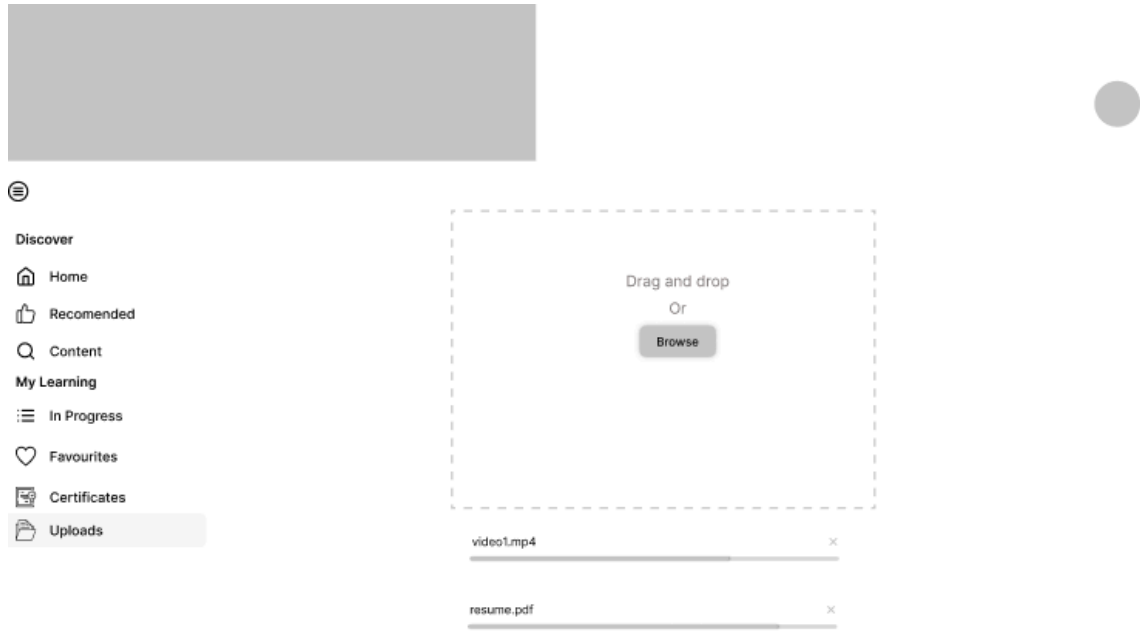 Discover
Home
Recomended
Content
My Learning
In Progress
Favourites
Certificates
Uploads
Drag and drop
Or
Browse
video1.mp4
resume.pdf